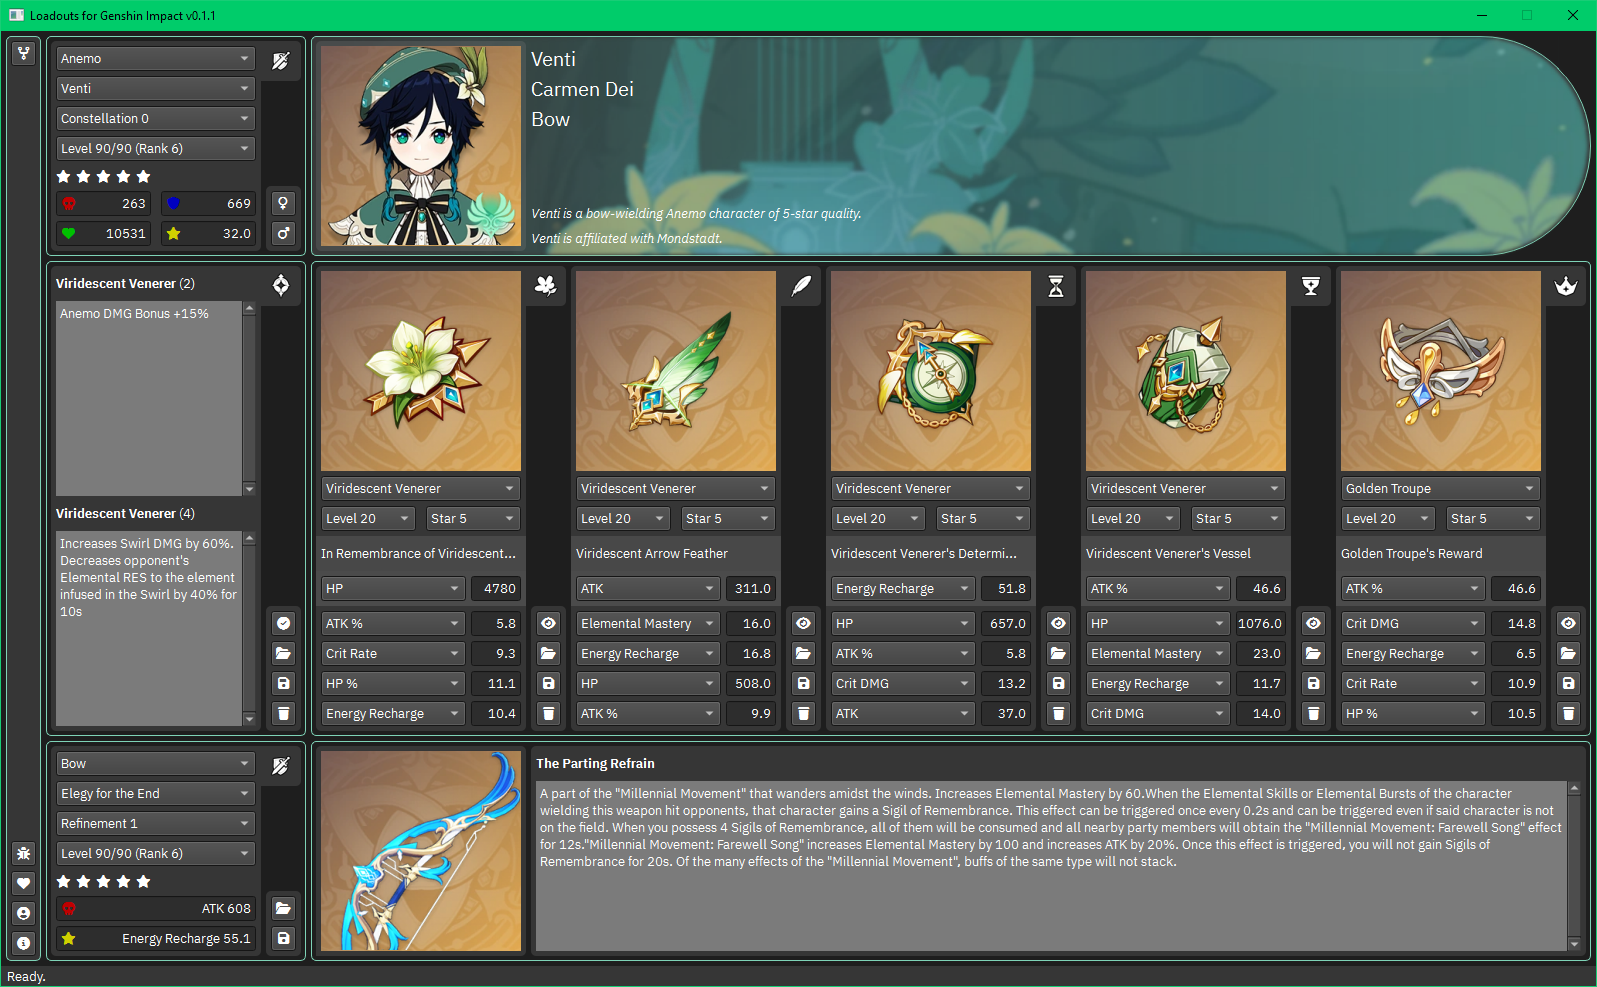 Loadouts for Genshin Impact v0.1.1
Anemo
Venti
Constellation 0
Level 90/90 (Rank 6)
263
669
10531
32.0
Venti
Carmen Dei
Bow
Venti is a bow-wielding Anemo character of 5-star quality.
Venti is affiliated with Mondstadt.
Viridescent Venerer (2)
Anemo DMG Bonus +15%
Viridescent Venerer (4)
Increases Swirl DMG by 60%.
Decreases opponent's
Elemental RES to the element
infused in the Swirl by 40% for
10s
Viridescent Venerer
Level 20
Star 5
In Remembrance of Viridescent...
HP
4780
ATK %
5.8
Crit Rate
9.3
HP %
11.1
Energy Recharge
10.4
Viridescent Venerer
Level 20
Star 5
Viridescent Arrow Feather
ATK
311.0
Elemental Mastery
16.0
Energy Recharge
16.8
HP
508.0
ATK %
9.9
Viridescent Venerer
Level 20
Star 5
Viridescent Venerer's Determi...
Energy Recharge
51.8
HP
657.0
ATK %
5.8
Crit DMG
13.2
ATK
37.0
Viridescent Venerer
Level 20
Star 5
Viridescent Venerer's Vessel
ATK %
46.6
HP
1076.0
Elemental Mastery
23.0
Energy Recharge
11.7
Crit DMG
14.0
Golden Troupe
Level 20
Star 5
Golden Troupe's Reward
ATK %
46.6
Crit DMG
14.8
Energy Recharge
6.5
Crit Rate
10.9
HP %
10.5
Bow
Elegy for the End
Refinement 1
Level 90/90 (Rank 6)
ATK 608
Energy Recharge 55.1
The Parting Refrain
A part of the "Millennial Movement" that wanders amidst the winds. Increases Elemental Mastery by 60.When the Elemental Skills or Elemental Bursts of the character
wielding this weapon hit opponents, that character gains a Sigil of Remembrance. This effect can be triggered once every 0.2s and can be triggered even if said character is not
on the field. When you possess 4 Sigils of Remembrance, all of them will be consumed and all nearby party members will obtain the "Millennial Movement: Farewell Song" effect
for 12s."Millennial Movement: Farewell Song" increases Elemental Mastery by 100 and increases ATK by 20%. Once this effect is triggered, you will not gain Sigils of
Remembrance for 20s. Of the many effects of the "Millennial Movement", buffs of the same type will not stack.
Ready.